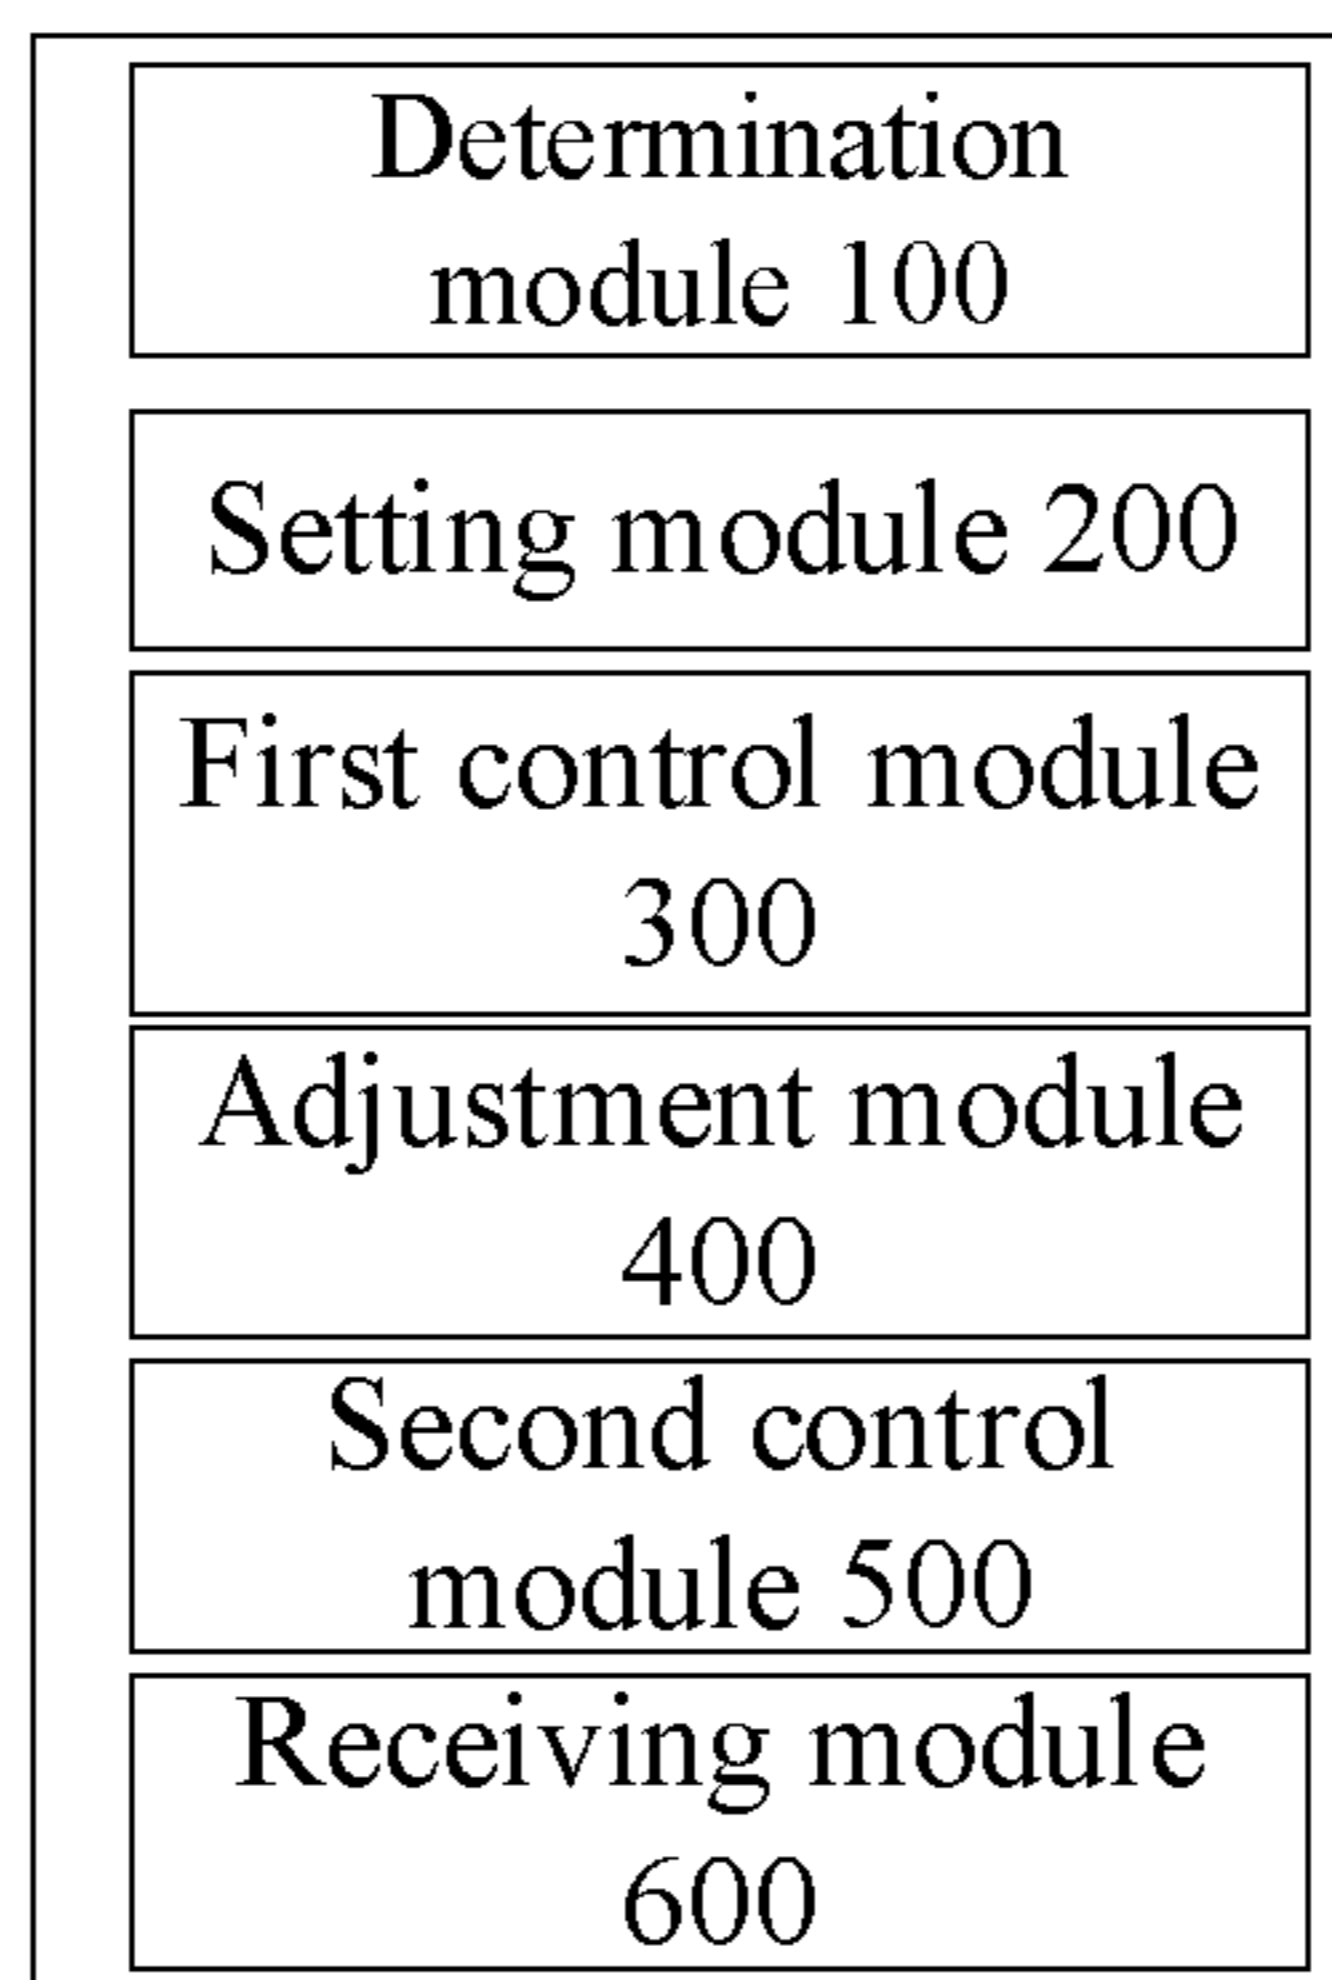 Determination
module 100
Setting module 200
First control module
300
Adjustment module
400
Second control
module 500
Receiving module
600